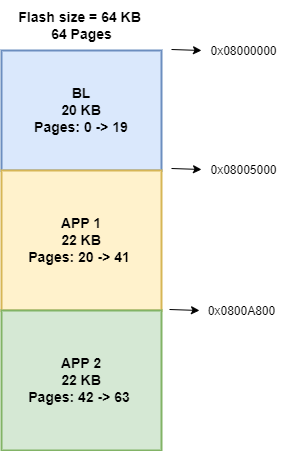 Flash size = 64 KB
64 Pages
0x08000000
BL
20 KB
Pages: 0 -> 19
0x08005000
APP 1
22 KB
Pages: 20 -> 41
0x0800A800
APP 2
22 KB
Pages: 42 -> 63